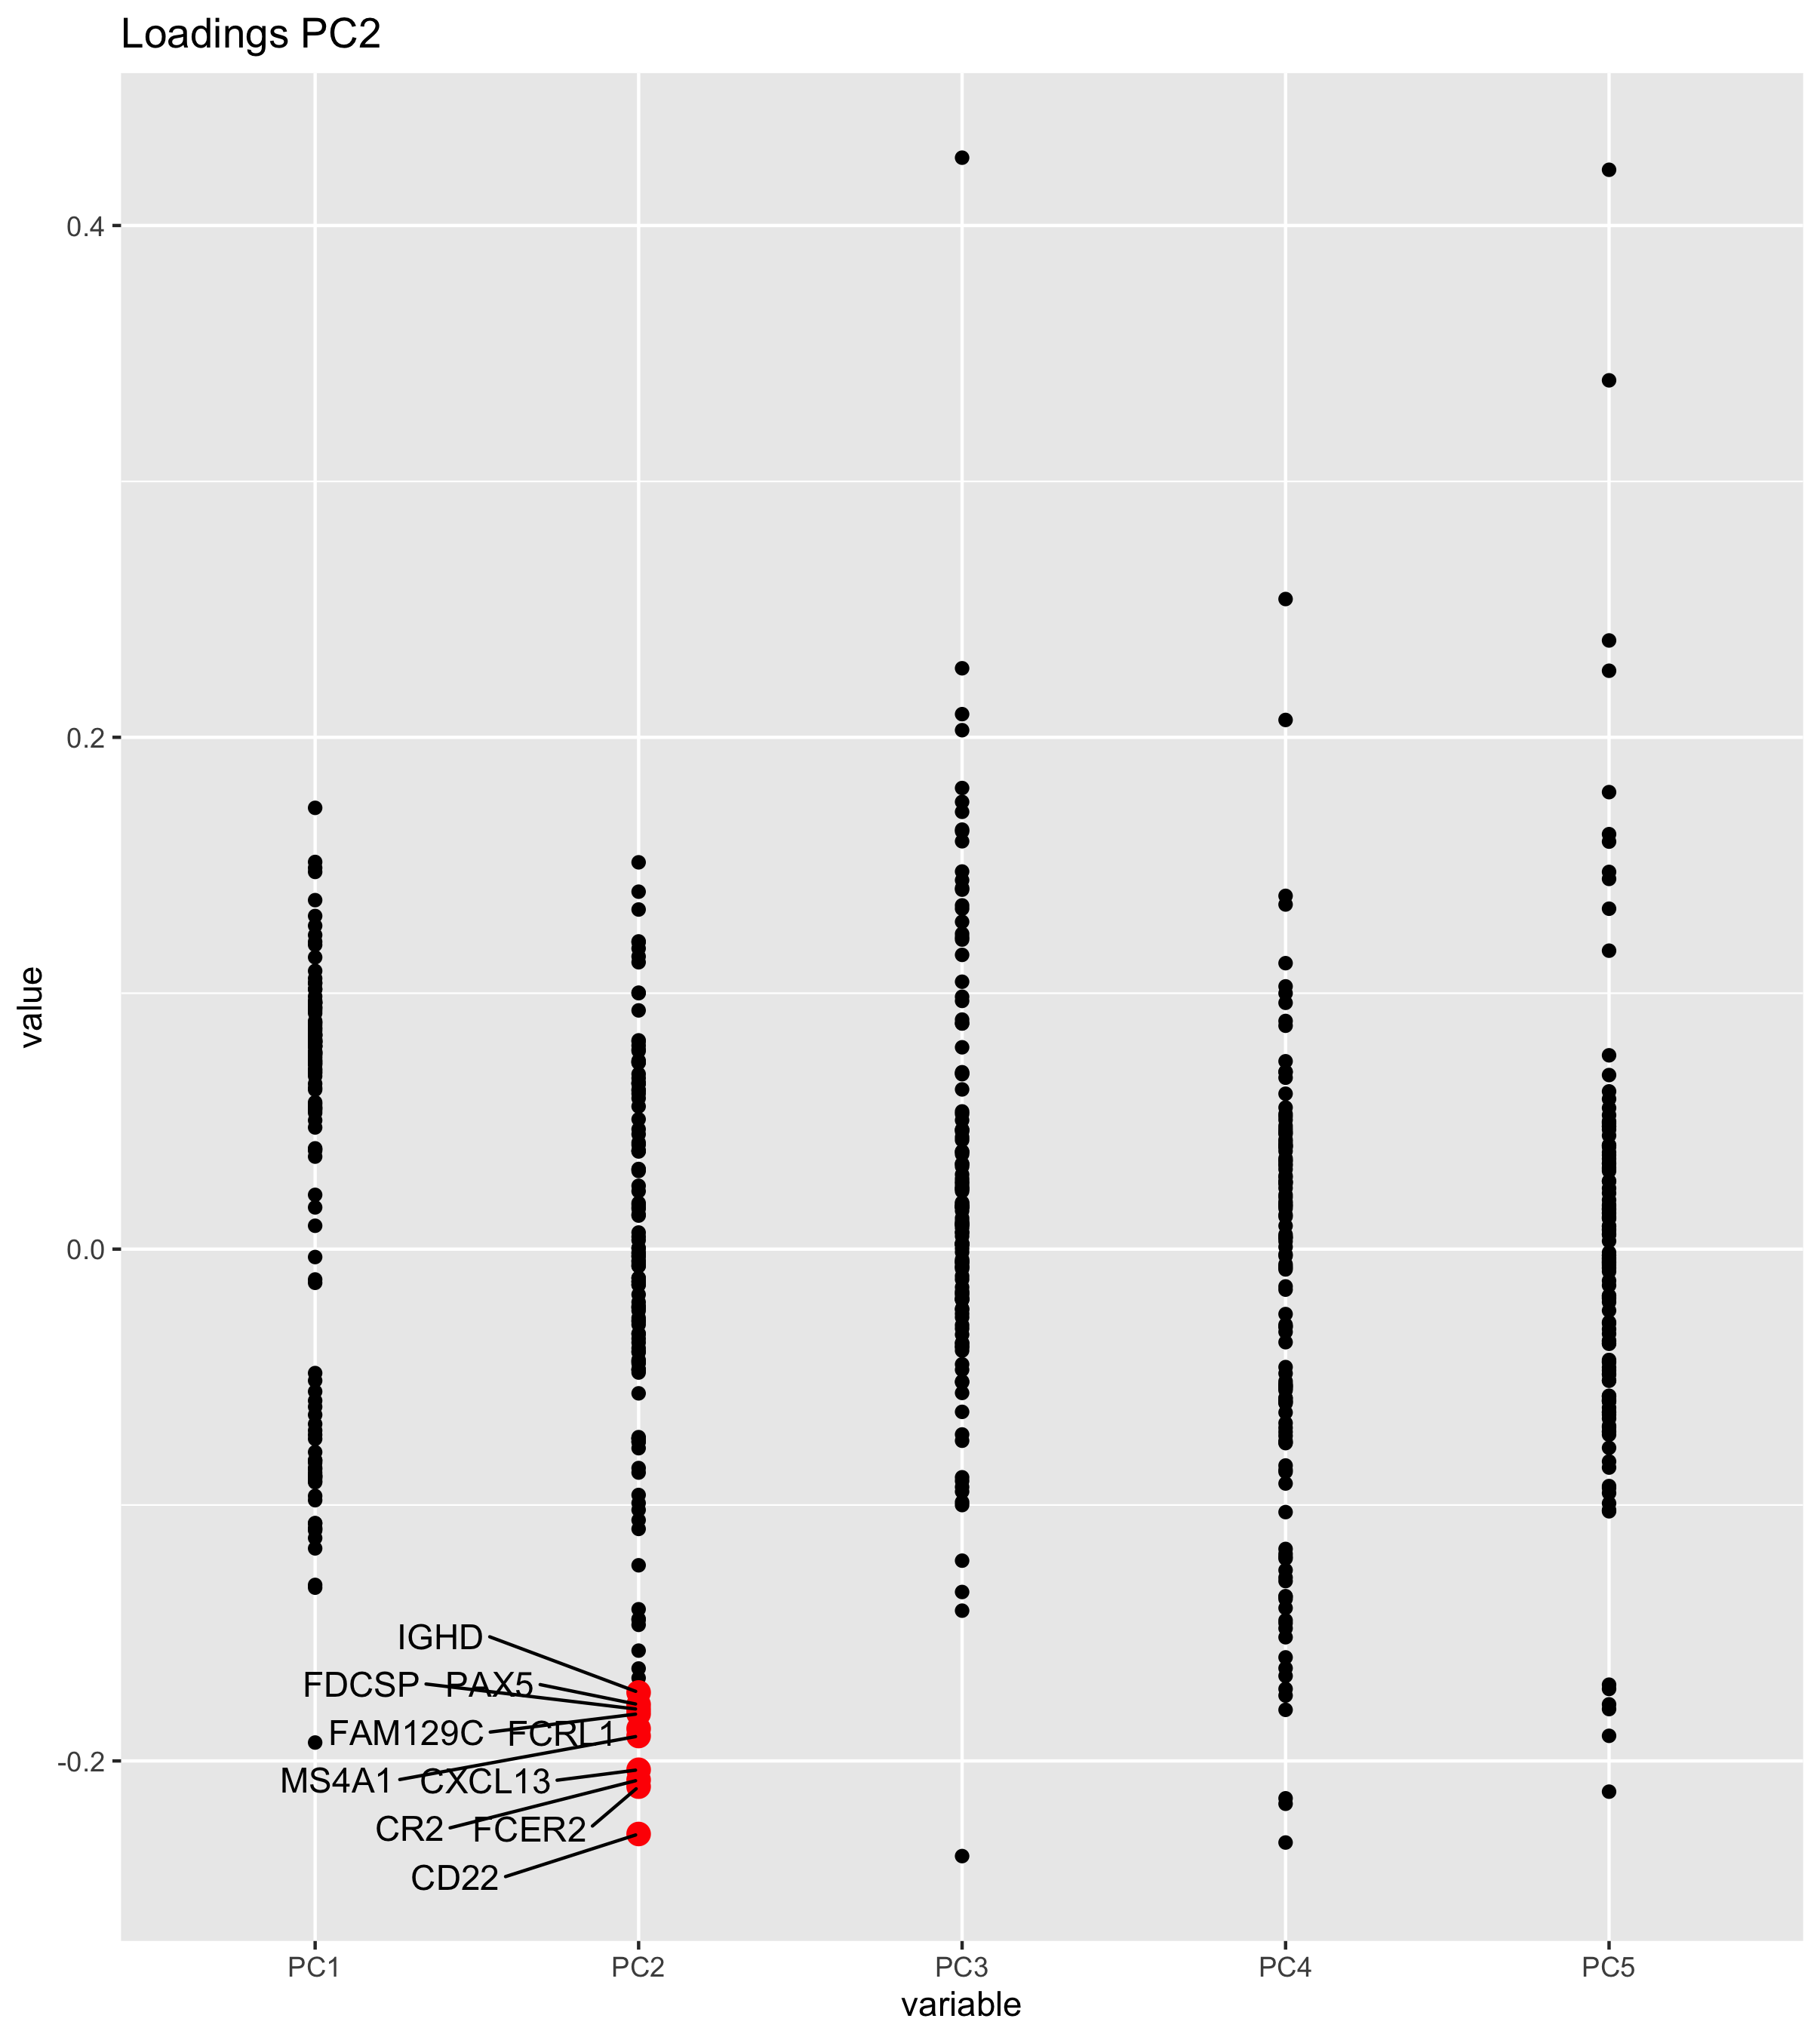 Loadings PC2
0.4
0.2
0.0
-0.2
value
IGHD
FDCSP PAX5
FAM129C FCRL1
MS4A1 CXCL13
CR2 FCER2
CD22
PC1 PC2 PC3 PC4 PC5
variable